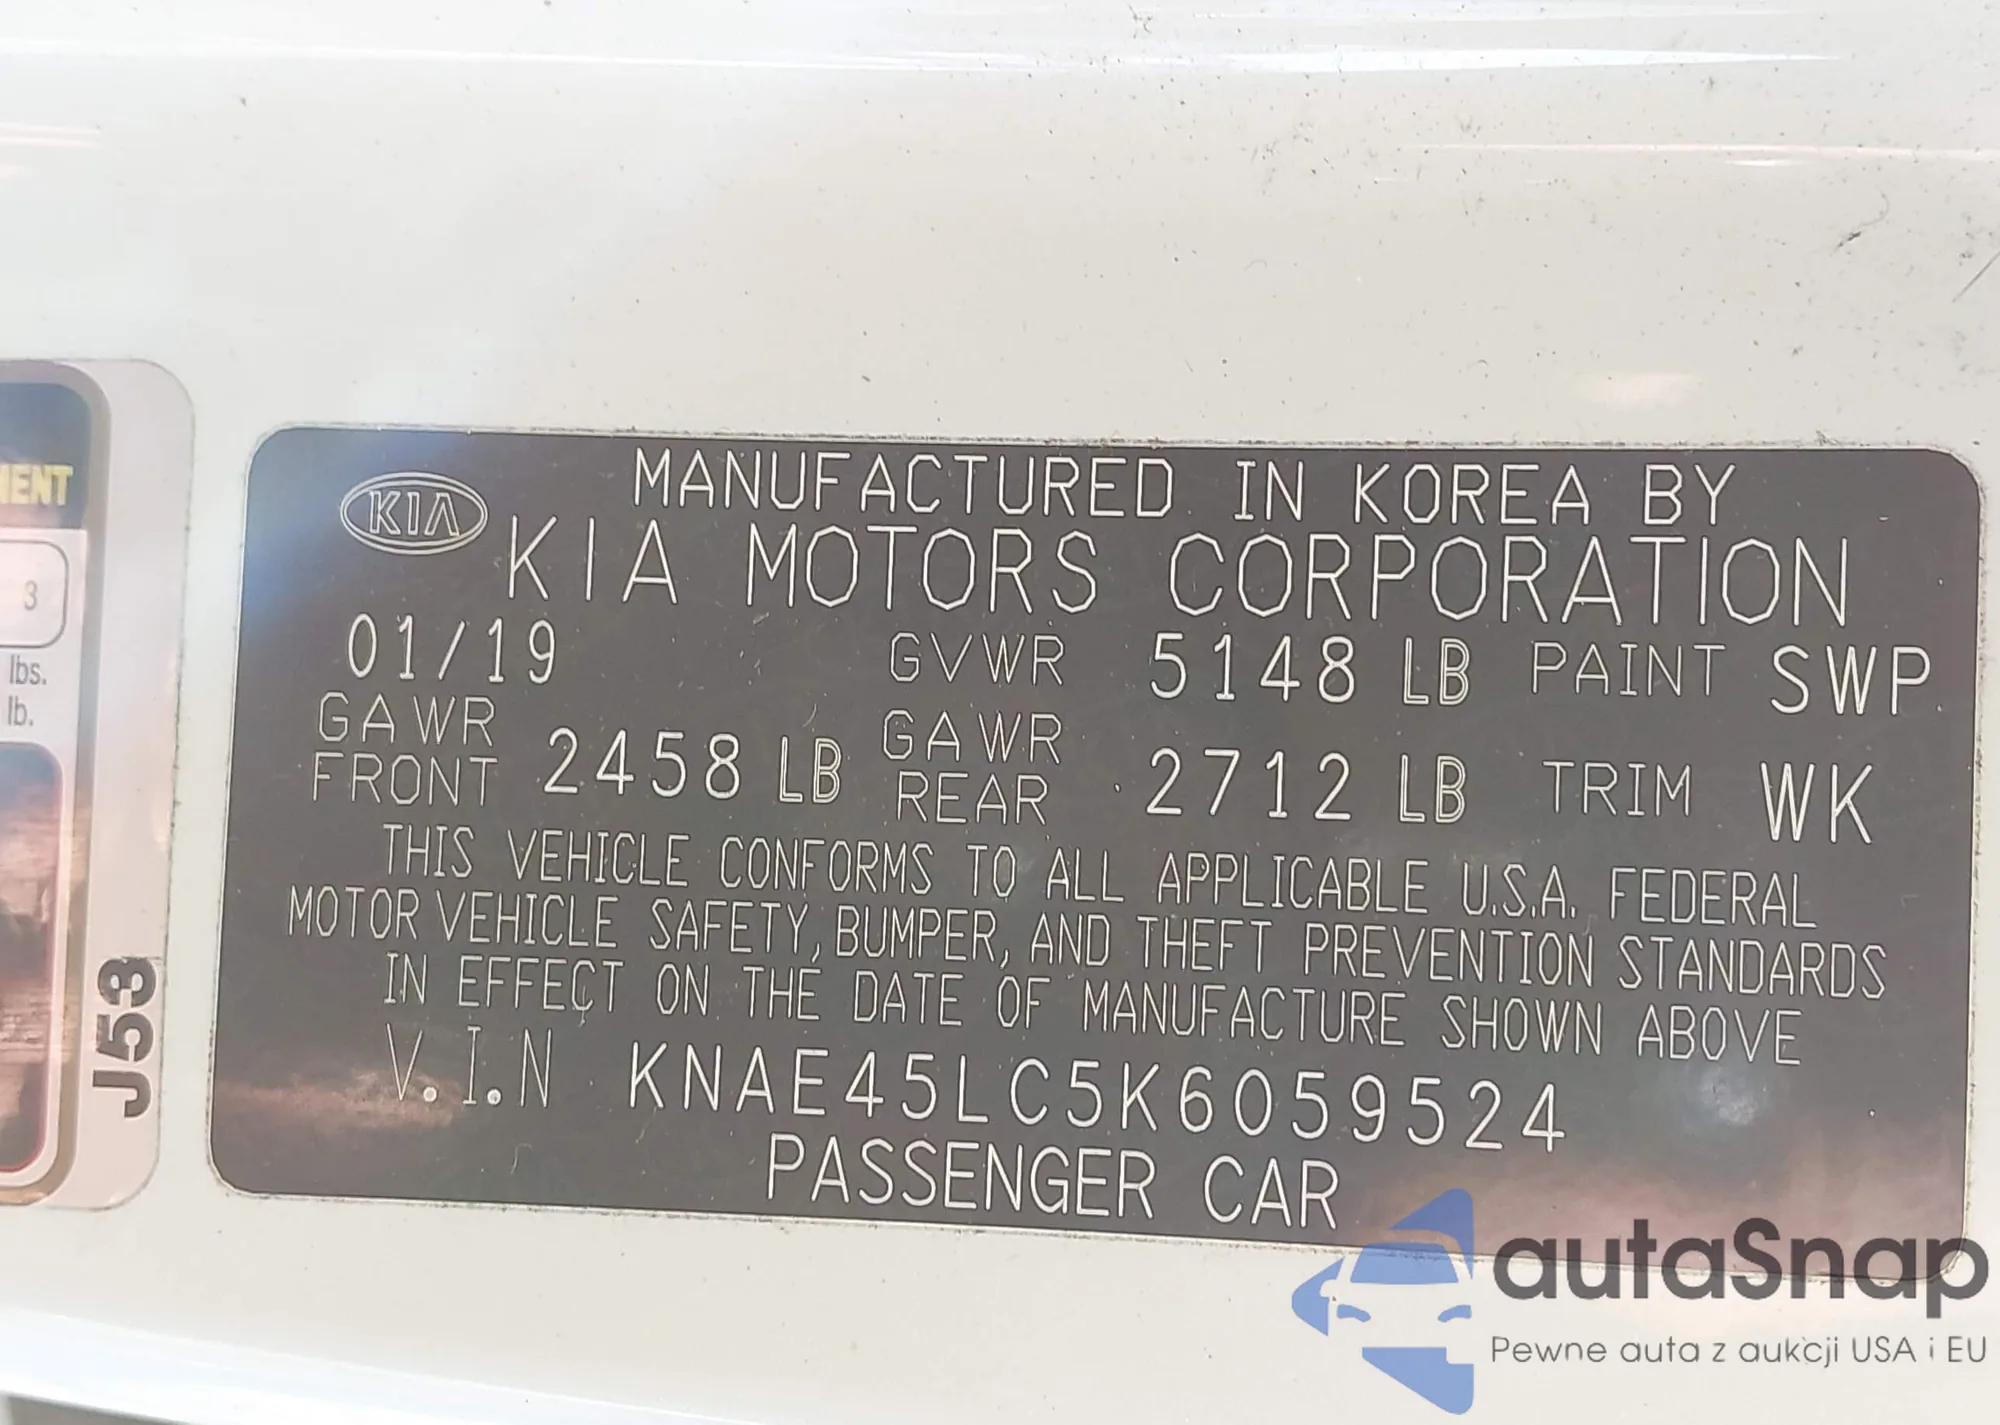 MENT
3
lbs.
lb.
J53
KIA
MANUFACTURED IN KOREA BY
KIA MOTORS CORPORATION
01/19 GVWR 5148 LB PAINT SWP
GAWR FRONT 2458 LB GAWR REAR 2712 LB TRIM WK
THIS VEHICLE CONFORMS TO ALL APPLICABLE U.S.A. FEDERAL
MOTOR VEHICLE SAFETY, BUMPER, AND THEFT PREVENTION STANDARDS
IN EFFECT ON THE DATE OF MANUFACTURE SHOWN ABOVE
V.I.N KNAE45LC5K6059524
PASSENGER CAR
autaSnap
Pewne auta z aukcji USA i EU